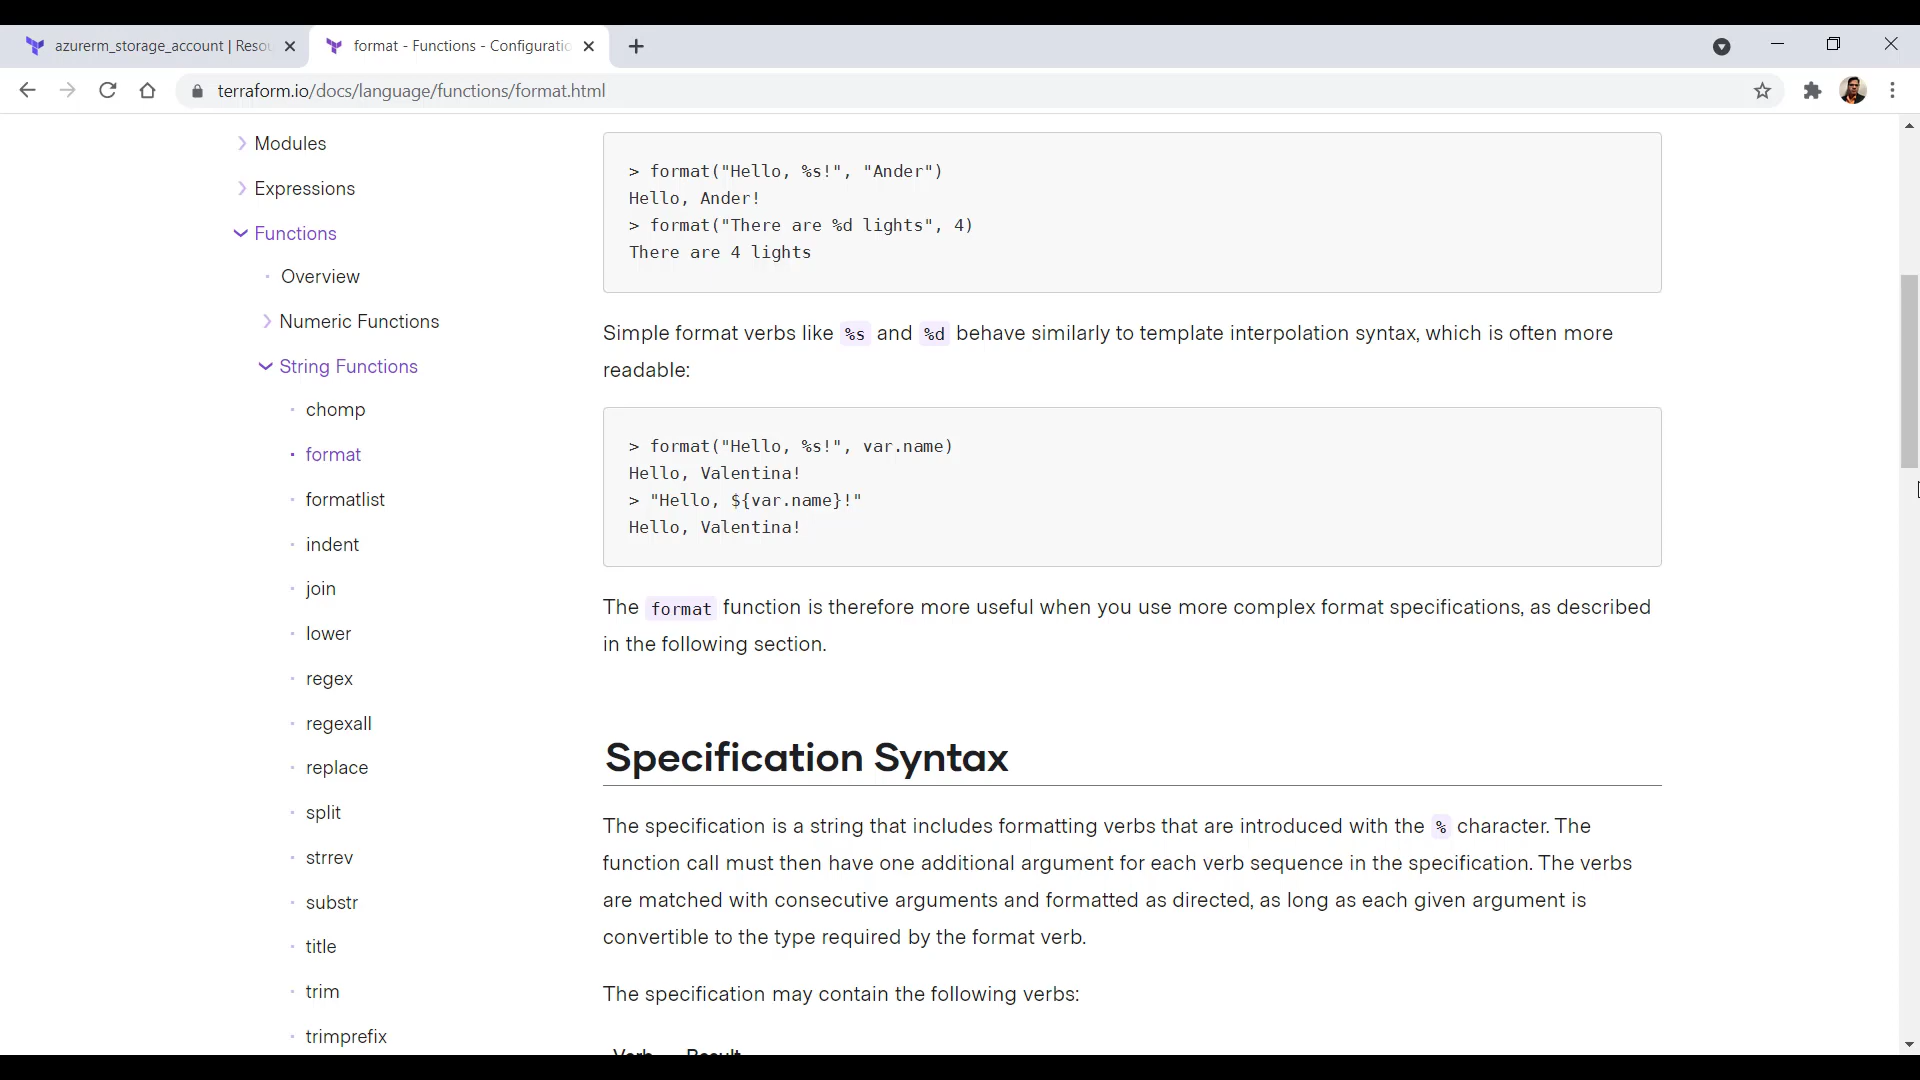 azurerm_storage_account | Resou
format - Functions - Configuratio
terraform.io/docs/language/functions/format.html
Modules
Expressions
Functions
Overview
Numeric Functions
String Functions
chomp
format
formatlist
indent
join
lower
regex
regexall
replace
split
strrev
substr
title
trim
trimprefix
> format("Hello, %s!", "Ander")
Hello, Ander!
> format("There are %d lights", 4)
There are 4 lights
Simple format verbs like %s and %d behave similarly to template interpolation syntax, which is often more
readable:
> format("Hello, %s!", var.name)
Hello, Valentina!
> "Hello, ${var.name}!"
Hello, Valentina!
The format function is therefore more useful when you use more complex format specifications, as described
in the following section.
Specification Syntax
The specification is a string that includes formatting verbs that are introduced with the % character. The
function call must then have one additional argument for each verb sequence in the specification. The verbs
are matched with consecutive arguments and formatted as directed, as long as each given argument is
convertible to the type required by the format verb.
The specification may contain the following verbs:
Verb Result